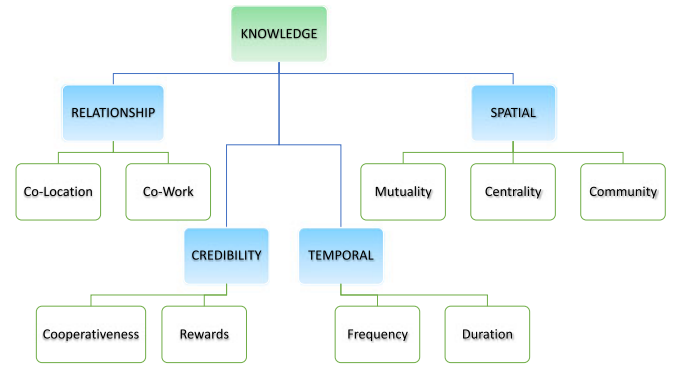 KNOWLEDGE
RELATIONSHIP
SPATIAL
Co-Location
Co-Work
Mutuality
Centrality
Community
CREDIBILITY
TEMPORAL
Cooperativeness
Rewards
Frequency
Duration